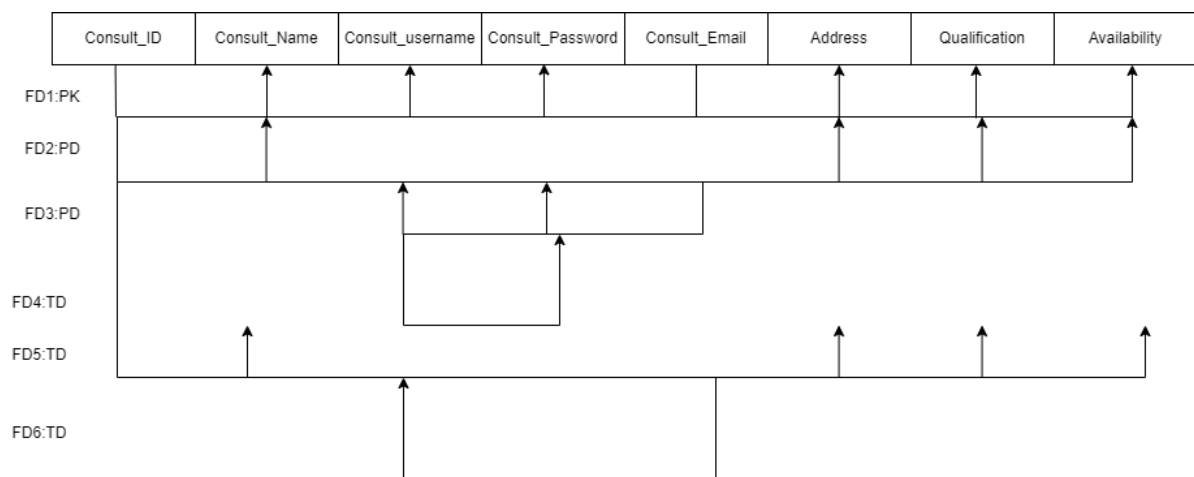 Consult_ID Consult_Name Consult_username Consult_Password Consult_Email Address Qualification Availability
FD1:PK
FD2:PD
FD3:PD
FD4:TD
FD5:TD
FD6:TD